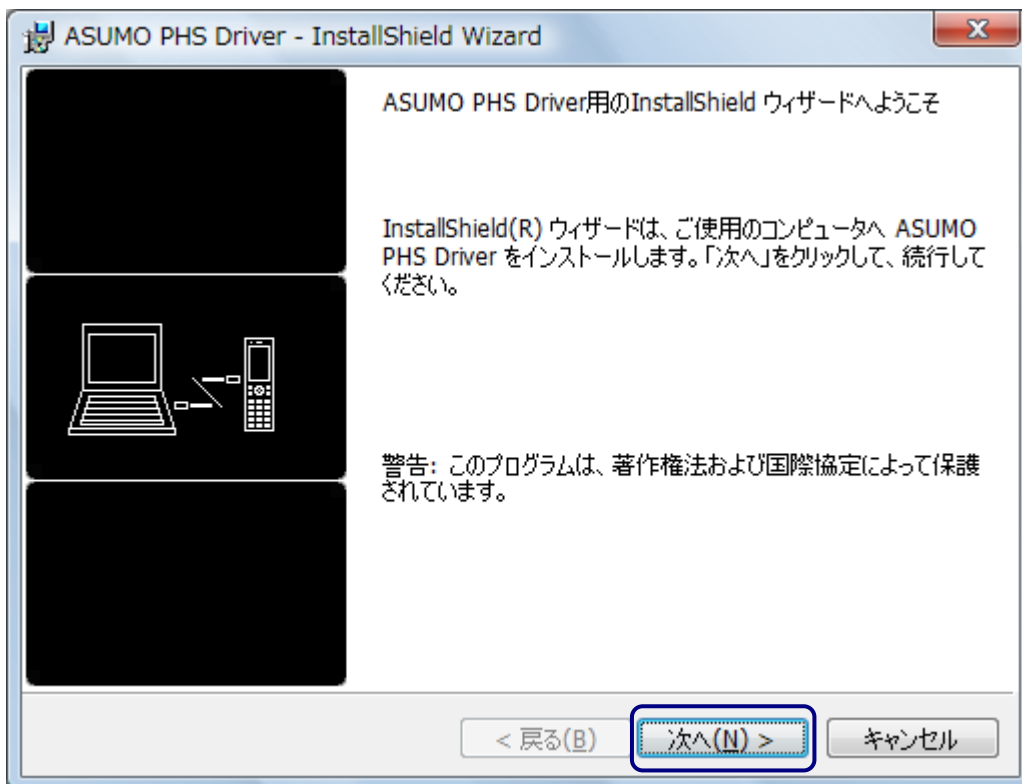 ASUMO PHS Driver - InstallShield Wizard
ASUMO PHS Driver用のInstallShield ウィザードへようこそ
InstallShield(R) ウィザードは、ご使用のコンピュータへ ASUMO
PHS Driver をインストールします。「次へ」をクリックして、続行して
ください。
警告: このプログラムは、著作権法および国際協定によって保護
されています。
< 戻る(B)
次へ(N) >
キャンセル